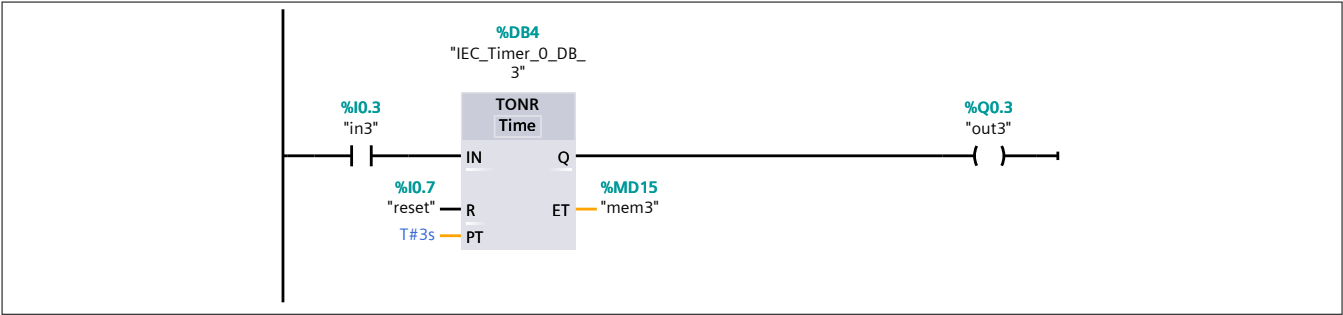 %DB4
"IEC_Timer_0_DB_
3"
TONR
Time
%I0.3
"in3"
IN
Q
%Q0.3
"out3"
%I0.7
"reset"
R
ET
%MD15
"mem3"
T#3s
PT